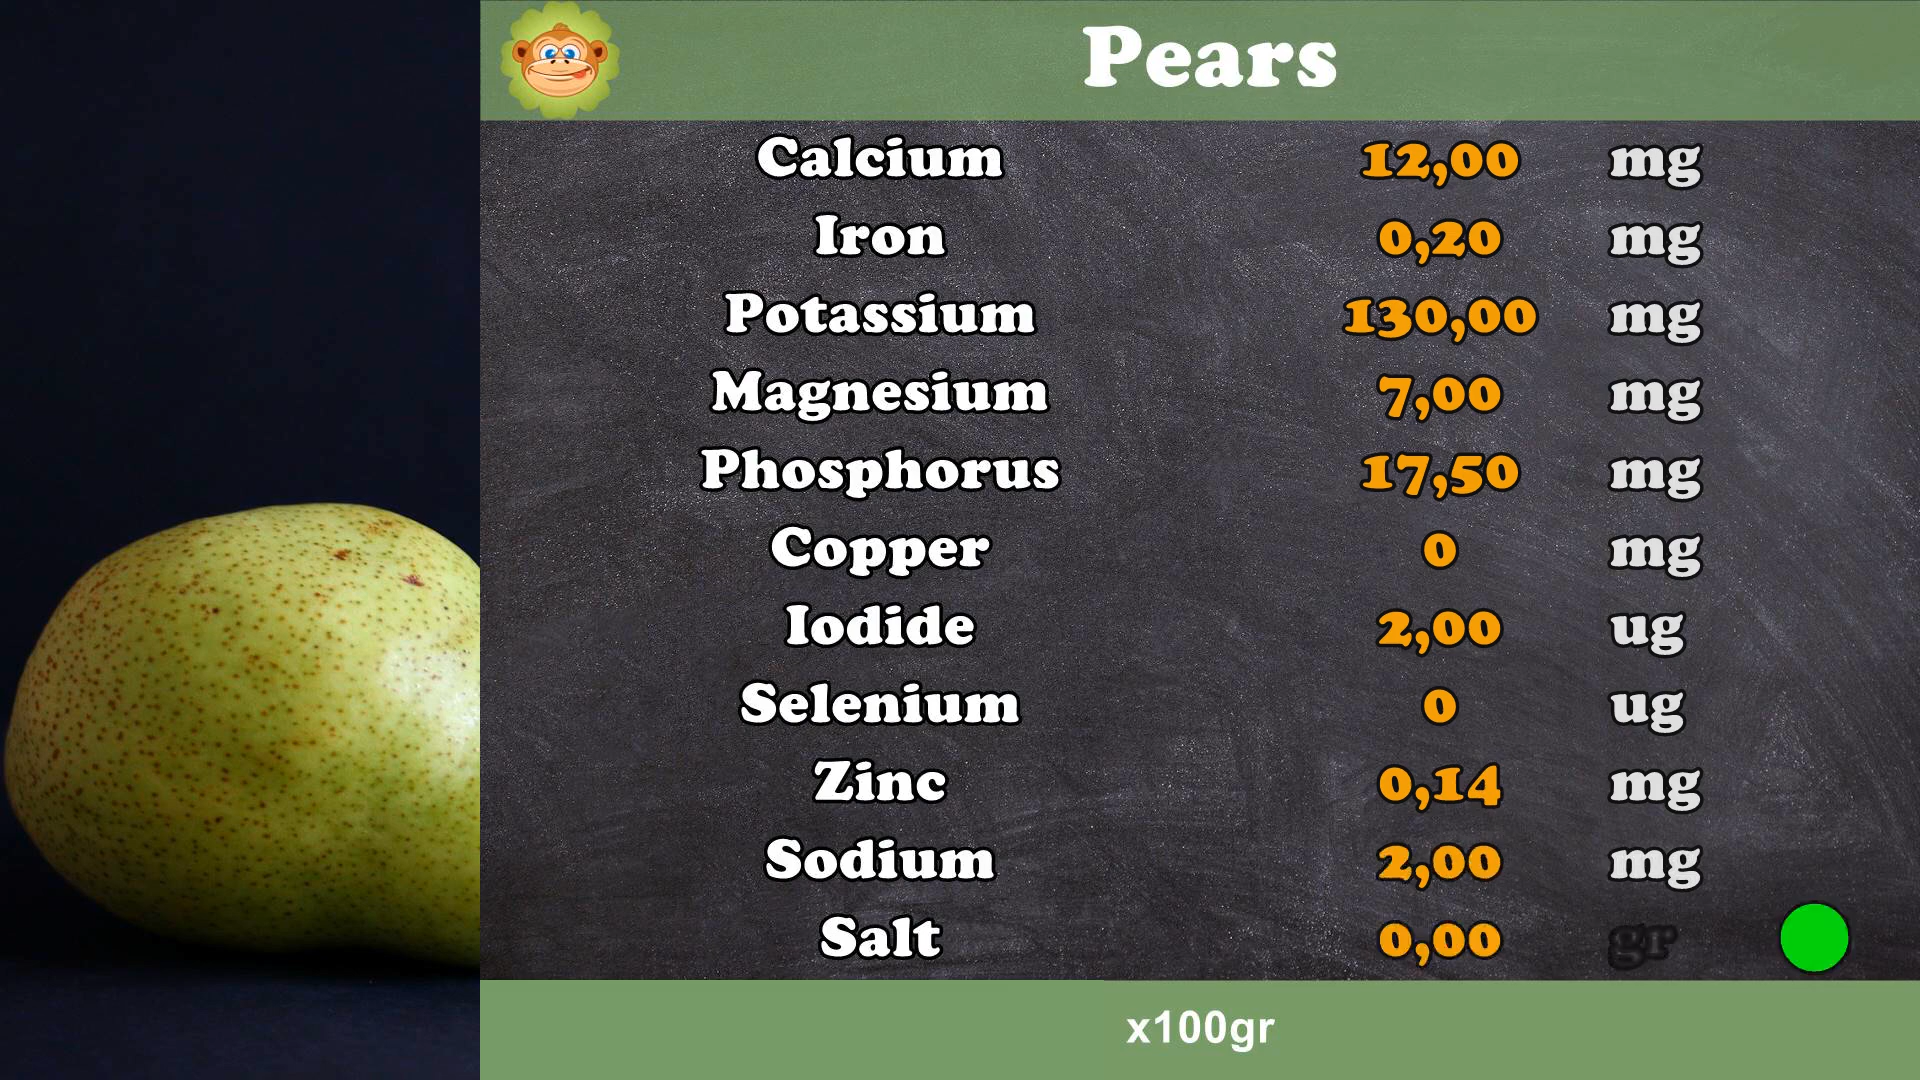 Pears
Calcium 12,00 mg
Iron 0,20 mg
Potassium 130,00 mg
Magnesium 7,00 mg
Phosphorus 17,50 mg
Copper 0 mg
Iodide 2,00 ug
Selenium 0 ug
Zinc 0,14 mg
Sodium 2,00 mg
Salt 0,00 gr
x100gr